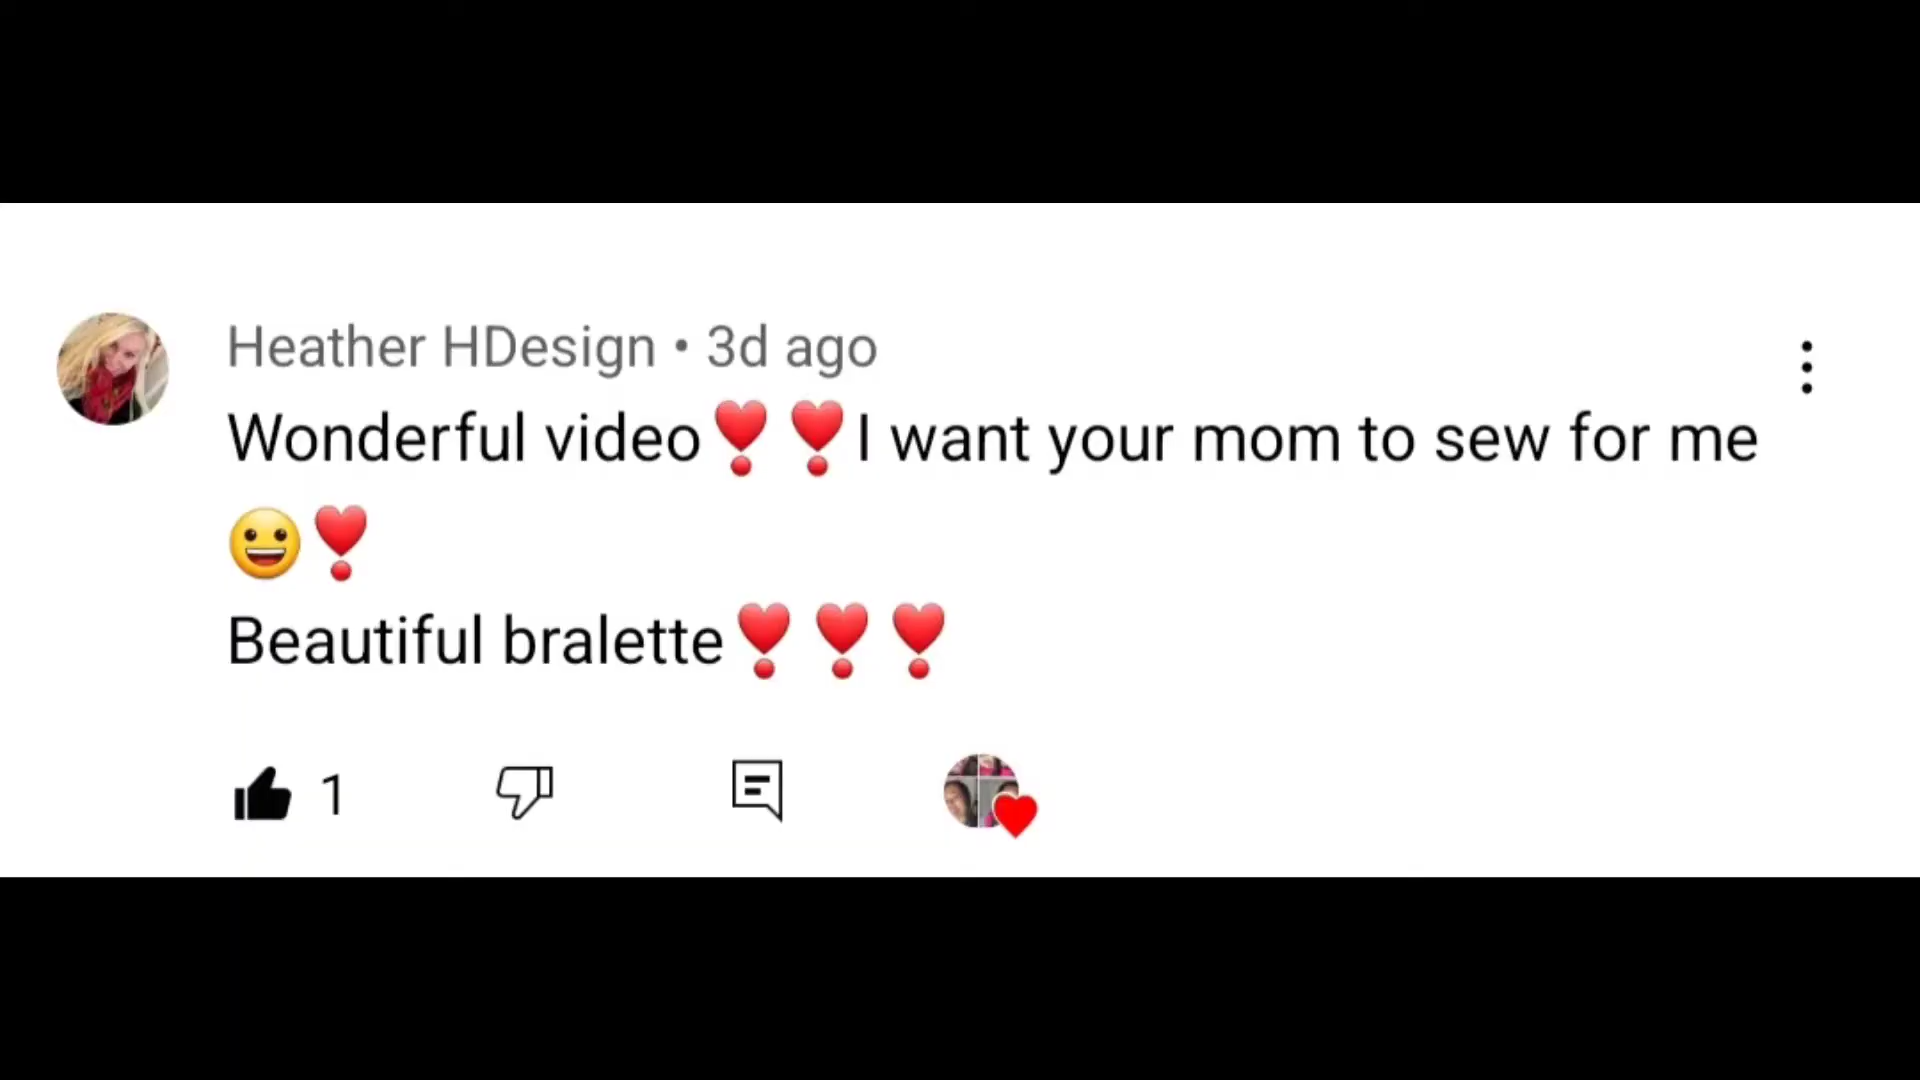 Heather HDesign • 3d ago
Wonderful video❣️❣️I want your mom to sew for me
😀❣️
Beautiful bralette❣️❣️❣️
1